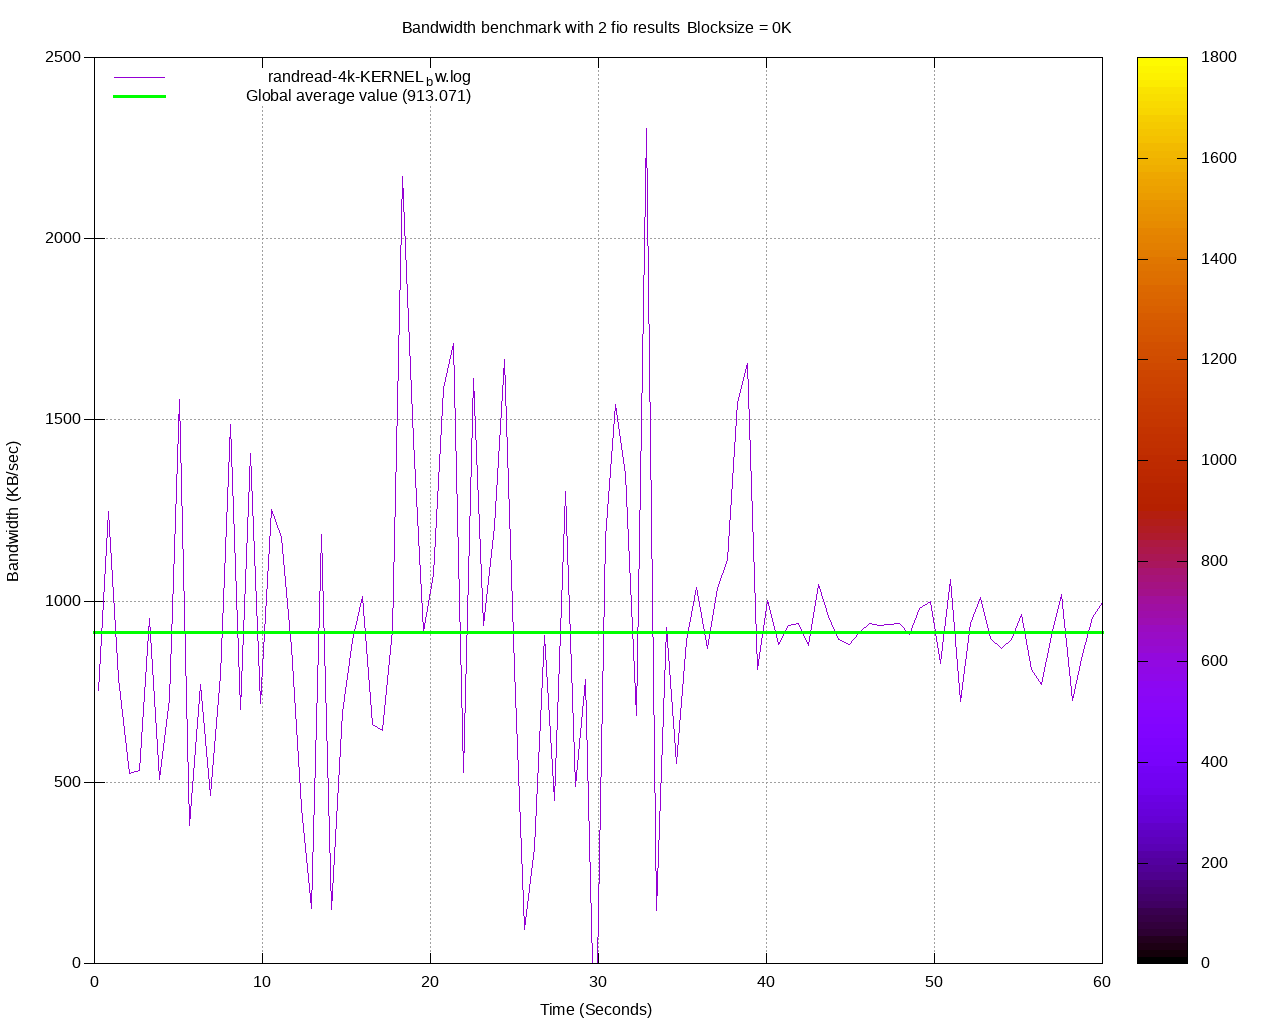 Bandwidth benchmark with 2 fio results Blocksize = 0K
randread-4k-KERNEL_bw.log
Global average value (913.071)
Bandwidth (KB/sec)
2500
2000
1500
1000
500
0
0 10 20 30 40 50 60
Time (Seconds)
1800
1600
1400
1200
1000
800
600
400
200
0